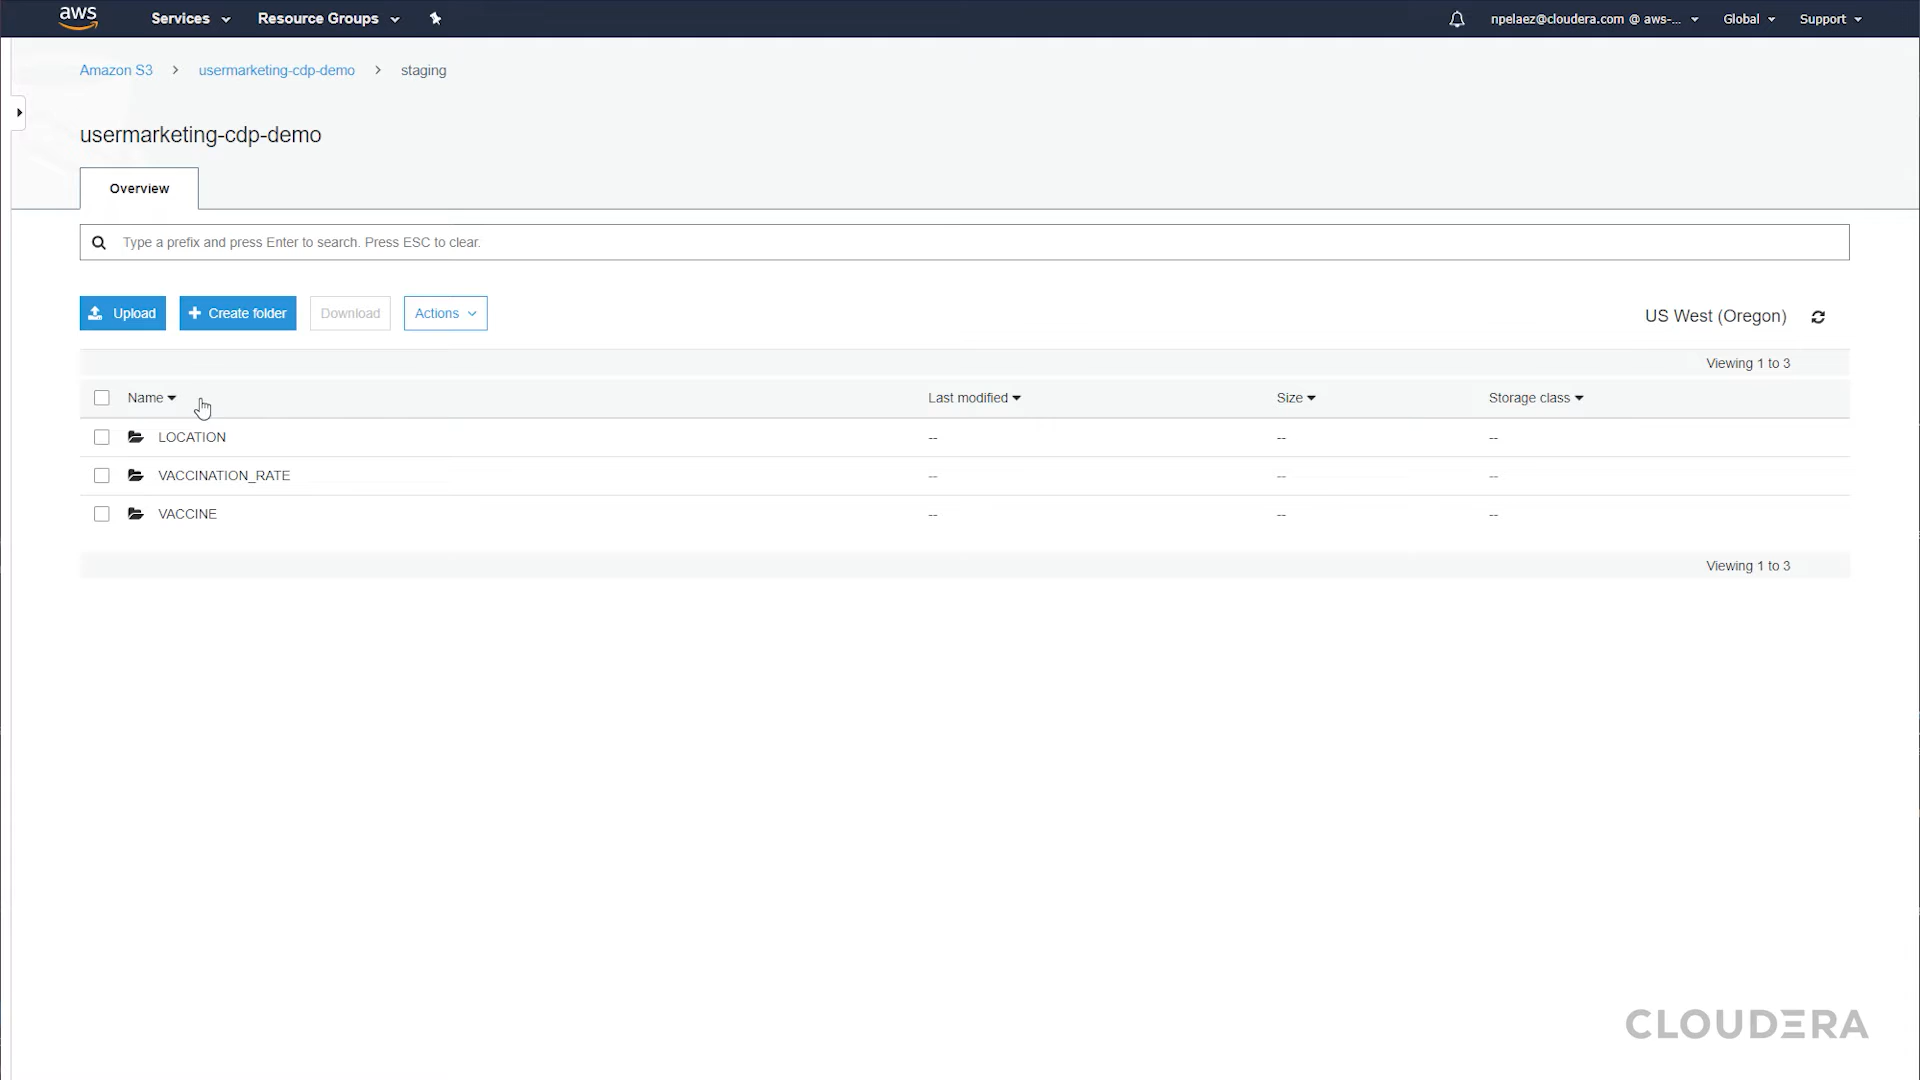 aws Services Resource Groups npelaez@cloudera.com @ aws-... Global Support
Amazon S3 > usermarketing-cdp-demo > staging
usermarketing-cdp-demo
Overview
Type a prefix and press Enter to search. Press ESC to clear.
Upload + Create folder Download Actions US West (Oregon)
Viewing 1 to 3
Name Last modified Size Storage class
LOCATION -- -- --
VACCINATION_RATE -- -- --
VACCINE -- -- --
Viewing 1 to 3
CLOUDERA